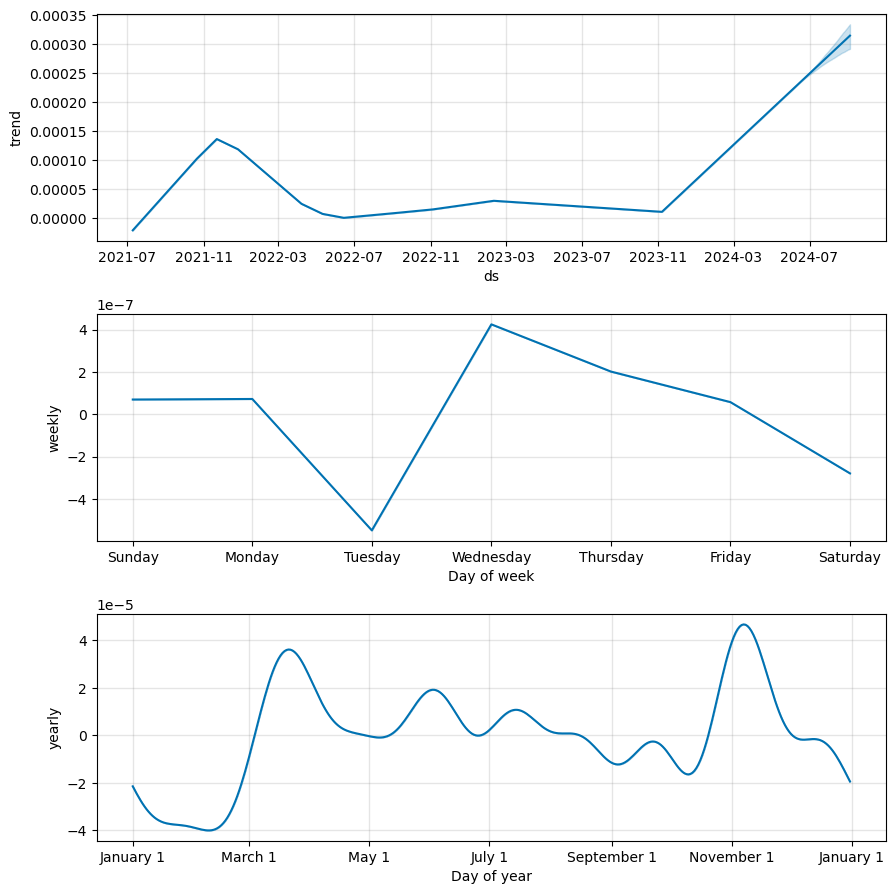 0.00035
0.00030
0.00025
0.00020
0.00015
0.00010
0.00005
0.00000
trend
2021-07 2021-11 2022-03 2022-07 2022-11 2023-03 2023-07 2023-11 2024-03 2024-07
ds
1e−7
4
2
0
−2
−4
weekly
Sunday Monday Tuesday Wednesday Thursday Friday Saturday
Day of week
1e−5
4
2
0
−2
−4
yearly
January 1 March 1 May 1 July 1 September 1 November 1 January 1
Day of year